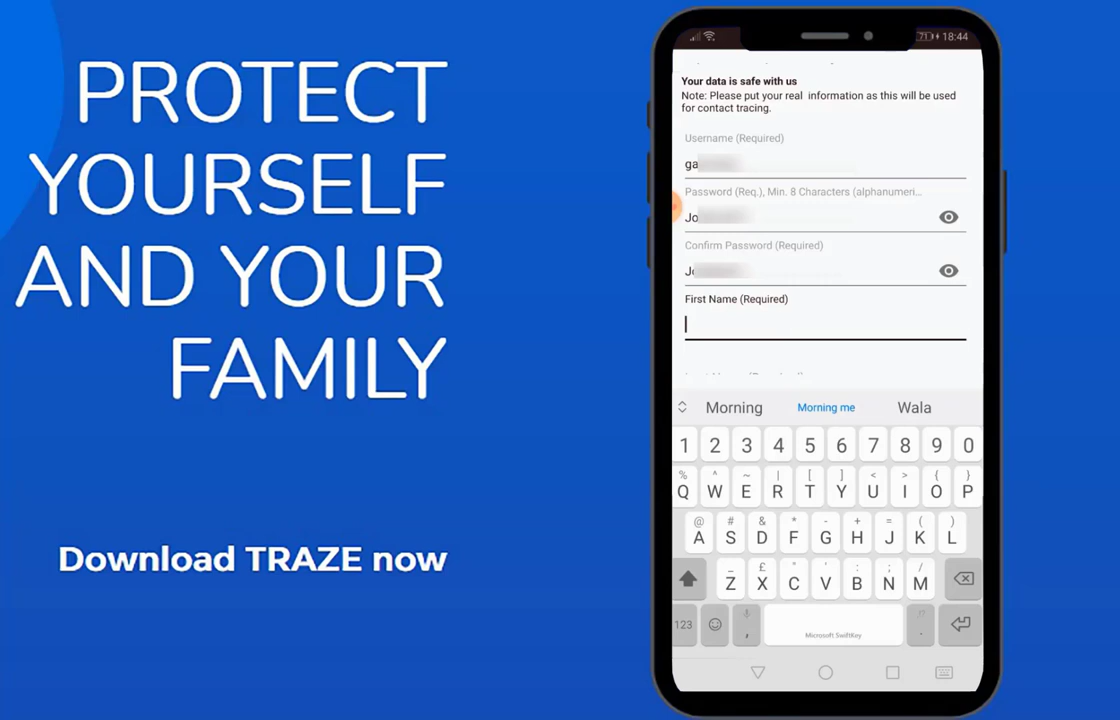 PROTECT
YOURSELF
AND YOUR
FAMILY
Download TRAZE now
71 18:44
Your data is safe with us
Note: Please put your real information as this will be used
for contact tracing.
Username (Required)
ga
Password (Req.), Min. 8 Characters (alphanumeri...
Jo
Confirm Password (Required)
Jo
First Name (Required)
Morning Morning me Wala
1 2 3 4 5 6 7 8 9 0
% ^ ~ | [ ] < > { }
Q W E R T Y U I O P
@ # & * - + = ( )
A S D F G H J K L
_ £ " ' : ; /
Z X C V B N M
123 , Microsoft SwiftKey .